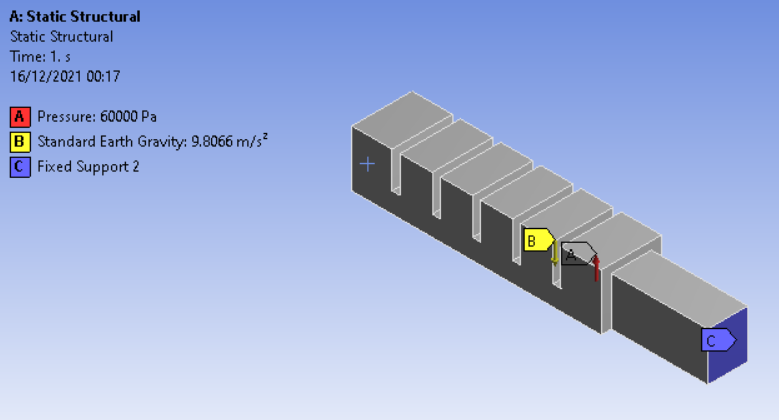 A: Static Structural
Static Structural
Time: 1. s
16/12/2021 00:17
A Pressure: 60000 Pa
B Standard Earth Gravity: 9.8066 m/s²
C Fixed Support 2
B
A
C